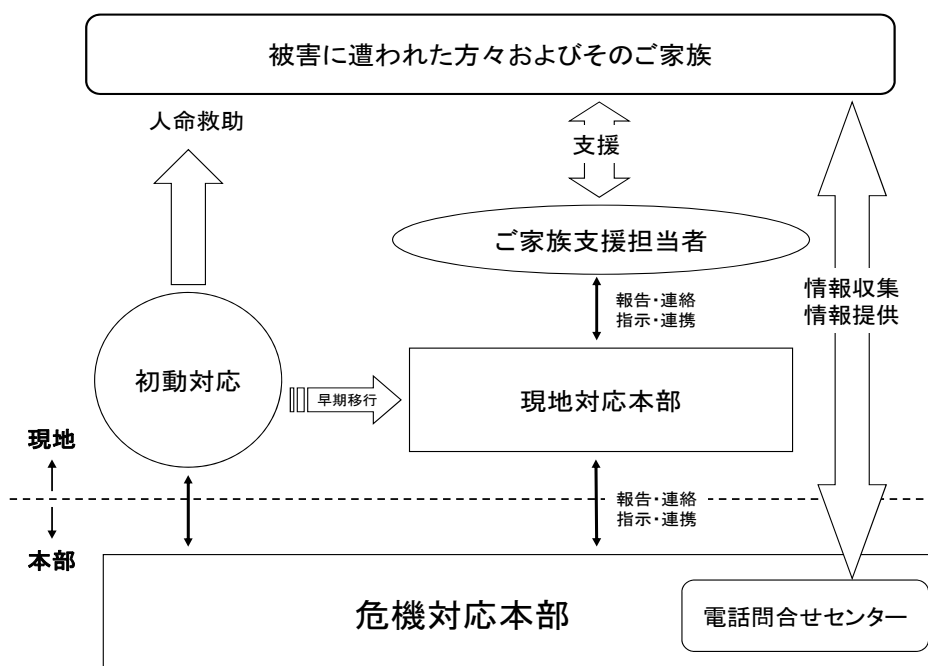 被害に遭われた方々およびそのご家族
人命救助
支援
ご家族支援担当者
報告・連絡
指示・連携
情報収集
情報提供
初動対応
早期移行
現地対応本部
現地
本部
報告・連絡
指示・連携
危機対応本部
電話問合せセンター